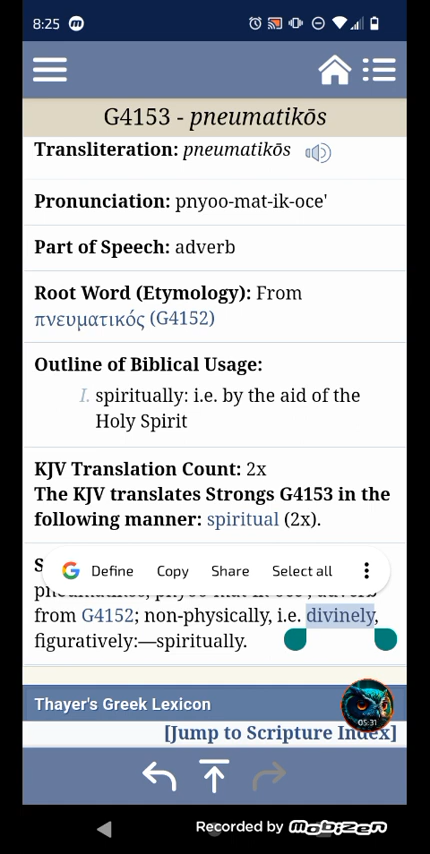 8:25
G4153 - pneumatikōs
Transliteration: pneumatikōs
Pronunciation: pnyoo-mat-ik-oce'
Part of Speech: adverb
Root Word (Etymology): From
πνευματικός (G4152)
Outline of Biblical Usage:
I. spiritually: i.e. by the aid of the
Holy Spirit
KJV Translation Count: 2x
The KJV translates Strongs G4153 in the
following manner: spiritual (2x).
Define Copy Share Select all
from G4152; non-physically, i.e. divinely,
figuratively:—spiritually.
Thayer's Greek Lexicon
05:31
[Jump to Scripture Index]
Recorded by Mobizen